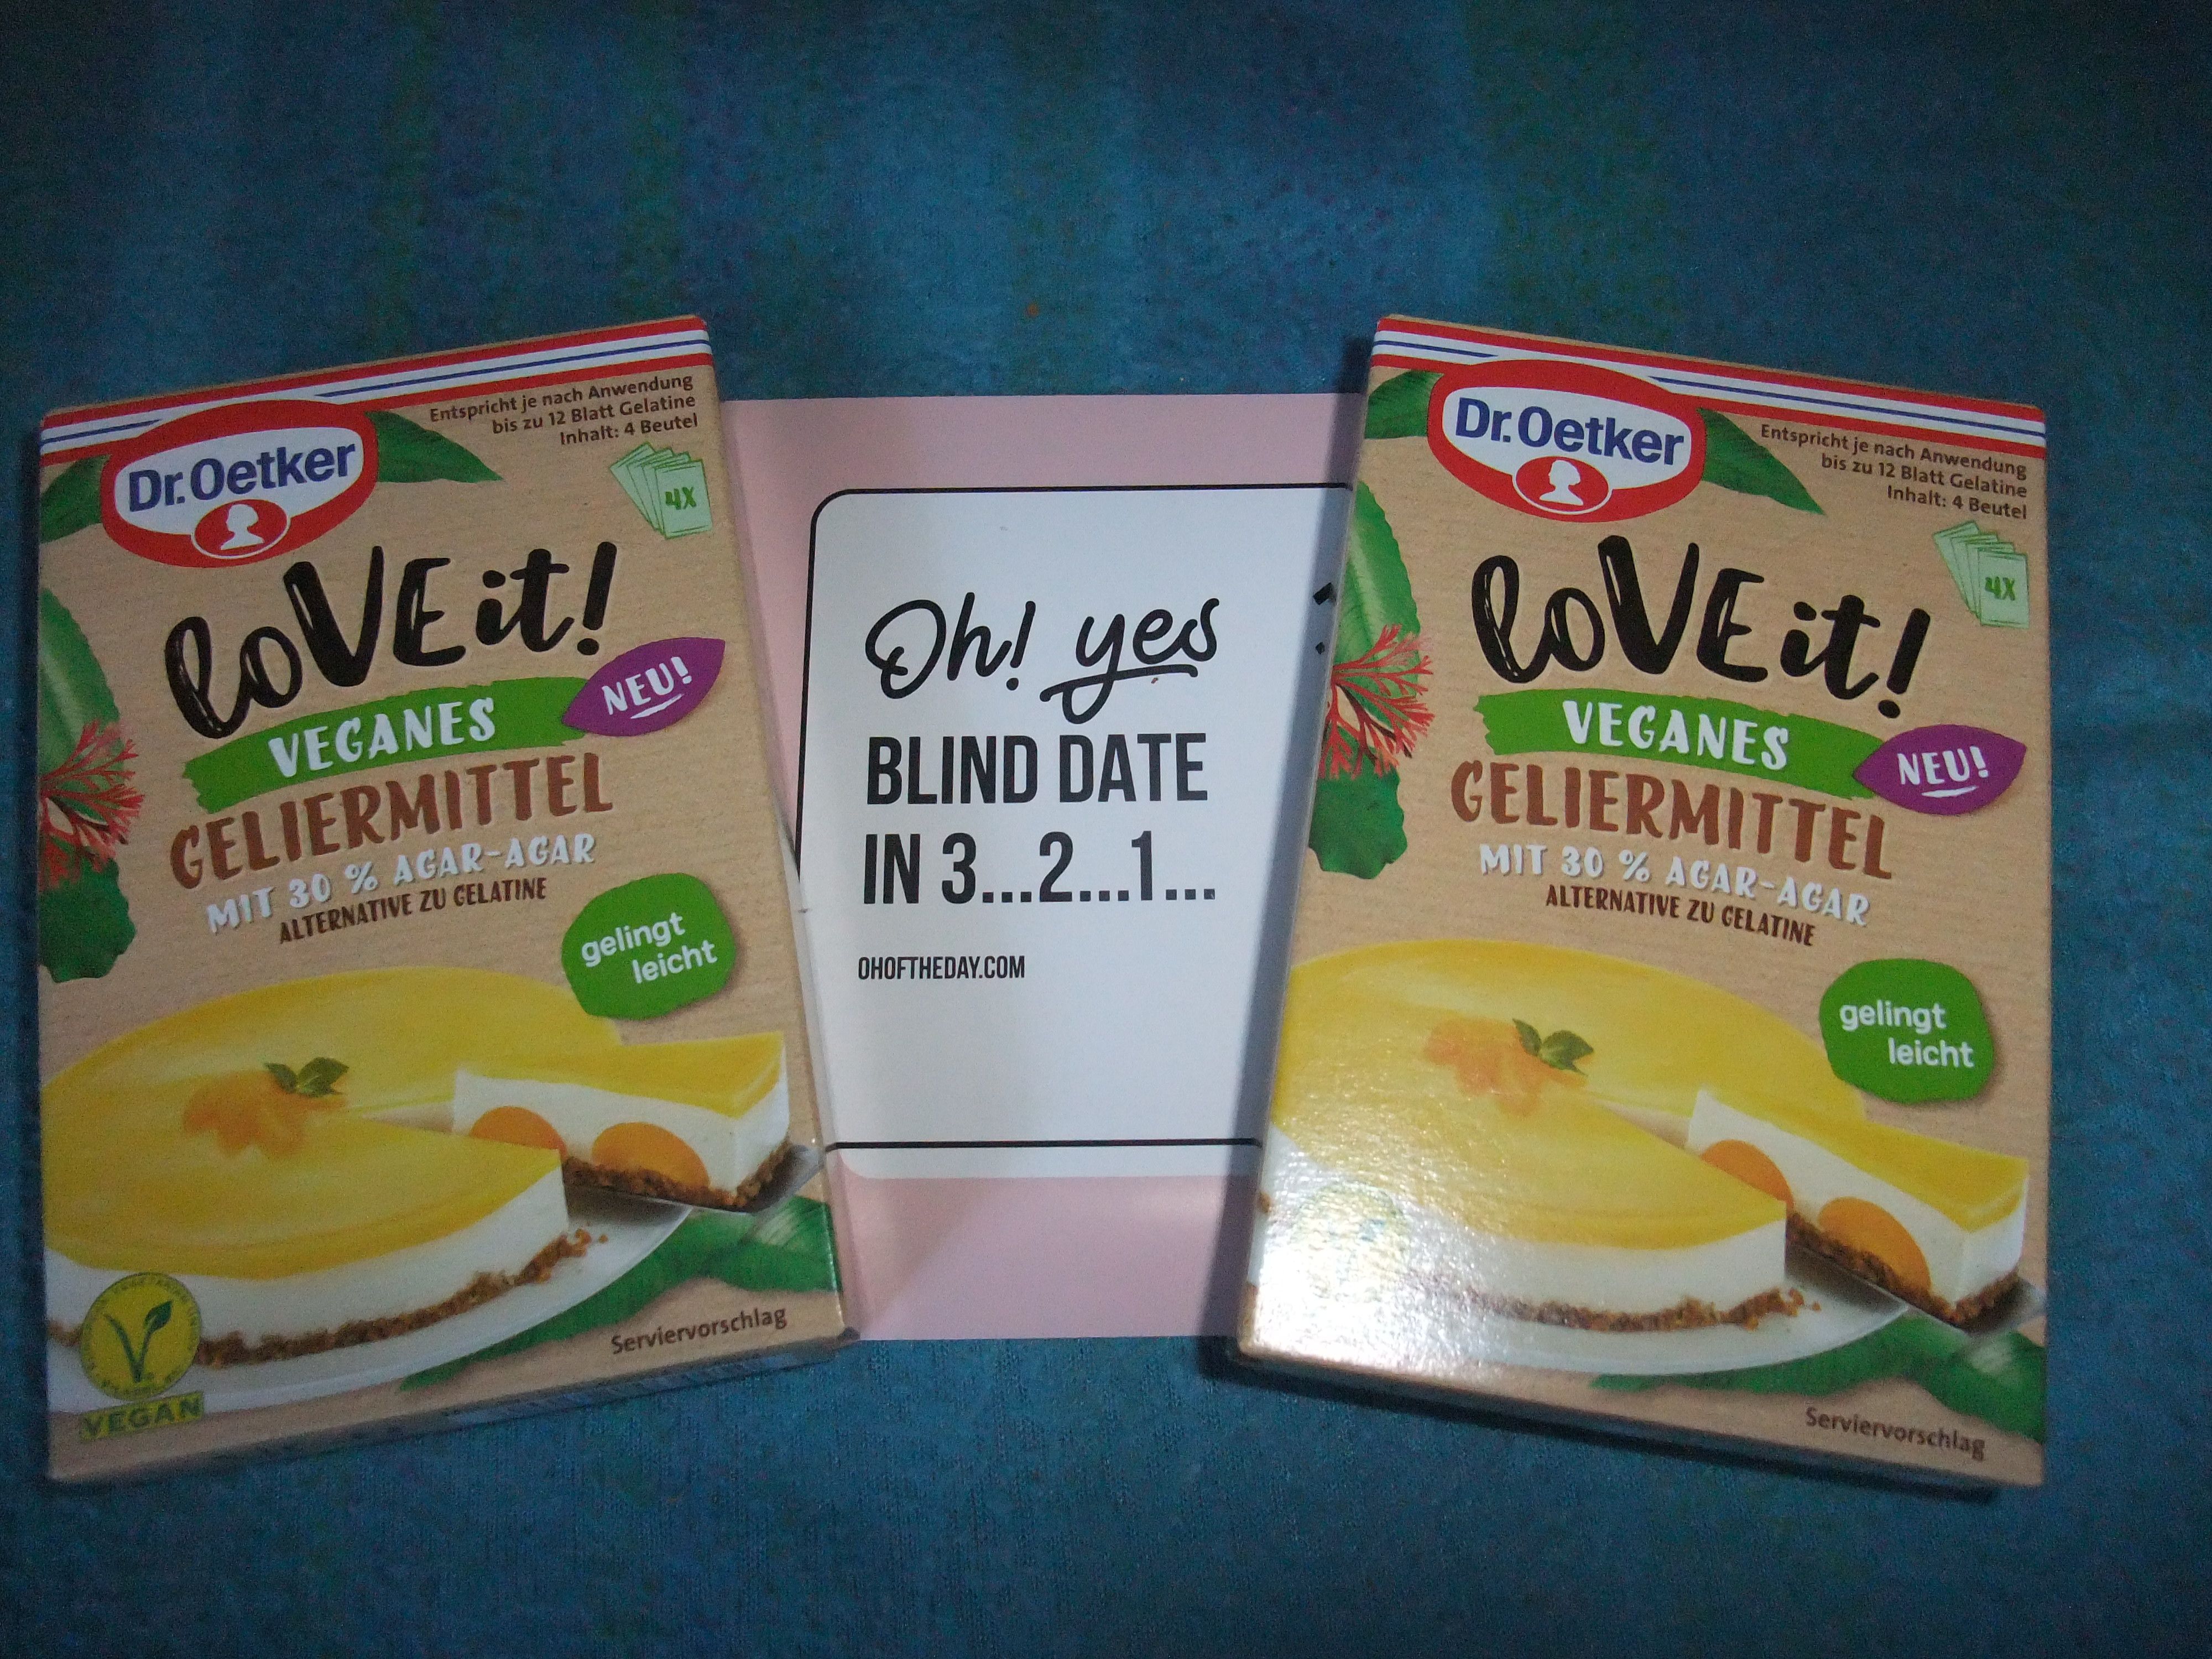 Dr.Oetker
Entspricht je nach Anwendung
bis zu 12 Blatt Gelatine
Inhalt: 4 Beutel
4X
loVE it!
VEGANES
NEU!
GELIERMITTEL
MIT 30 % AGAR-AGAR
ALTERNATIVE ZU GELATINE
gelingt
leicht
VEGAN
Serviervorschlag
Oh! yes
BLIND DATE
IN 3...2...1...
OHOFTHEDAY.COM
Dr.Oetker
Entspricht je nach Anwendung
bis zu 12 Blatt Gelatine
Inhalt: 4 Beutel
4X
loVE it!
VEGANES
NEU!
GELIERMITTEL
MIT 30 % AGAR-AGAR
ALTERNATIVE ZU GELATINE
gelingt
leicht
Serviervorschlag